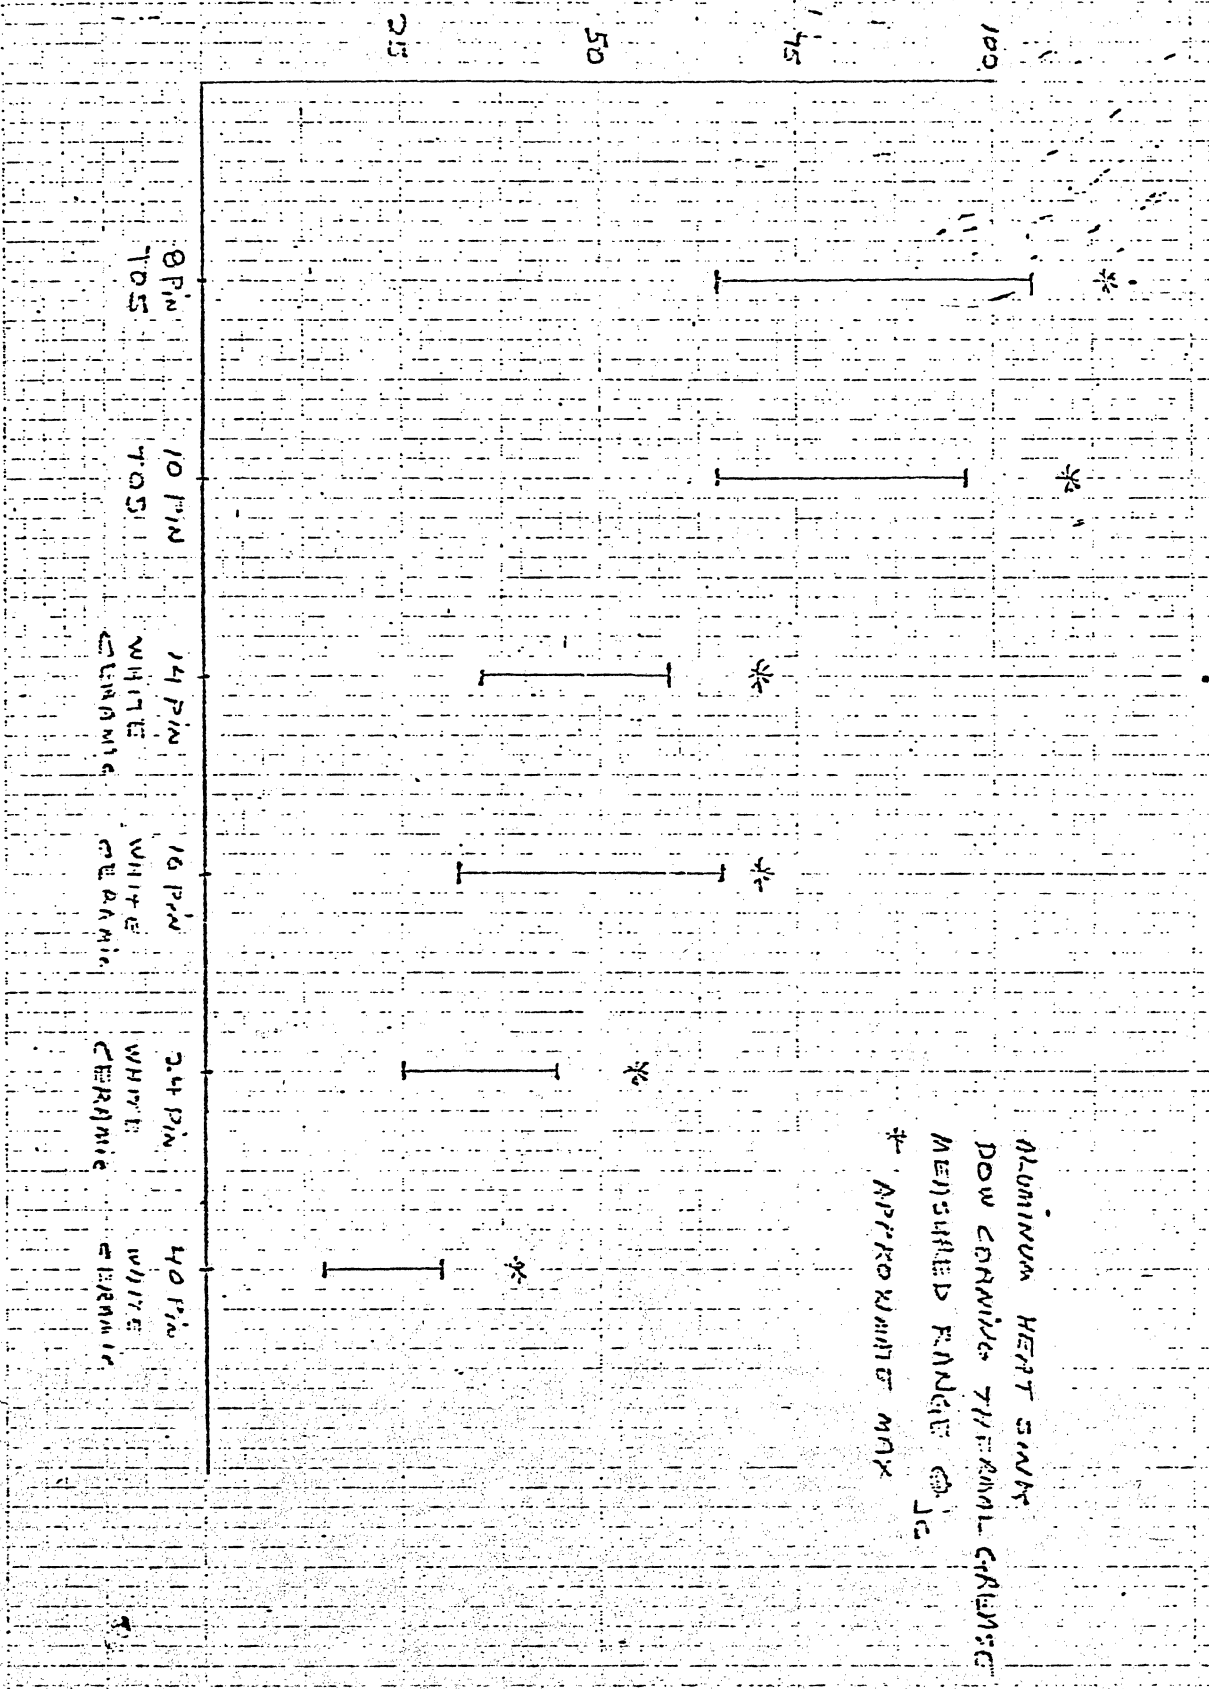 ALUMINUM HEAT SINK
DOW CORNING THERMAL GREASE
MEASURED RANGE Θjc
* APPROXIMATE MAX
100
75
50
25
8 PIN
TO5
10 PIN
TO5
14 PIN
WHITE
CERAMIC
16 PIN
WHITE
CERAMIC
24 PIN
WHITE
CERAMIC
40 PIN
WHITE
CERAMIC